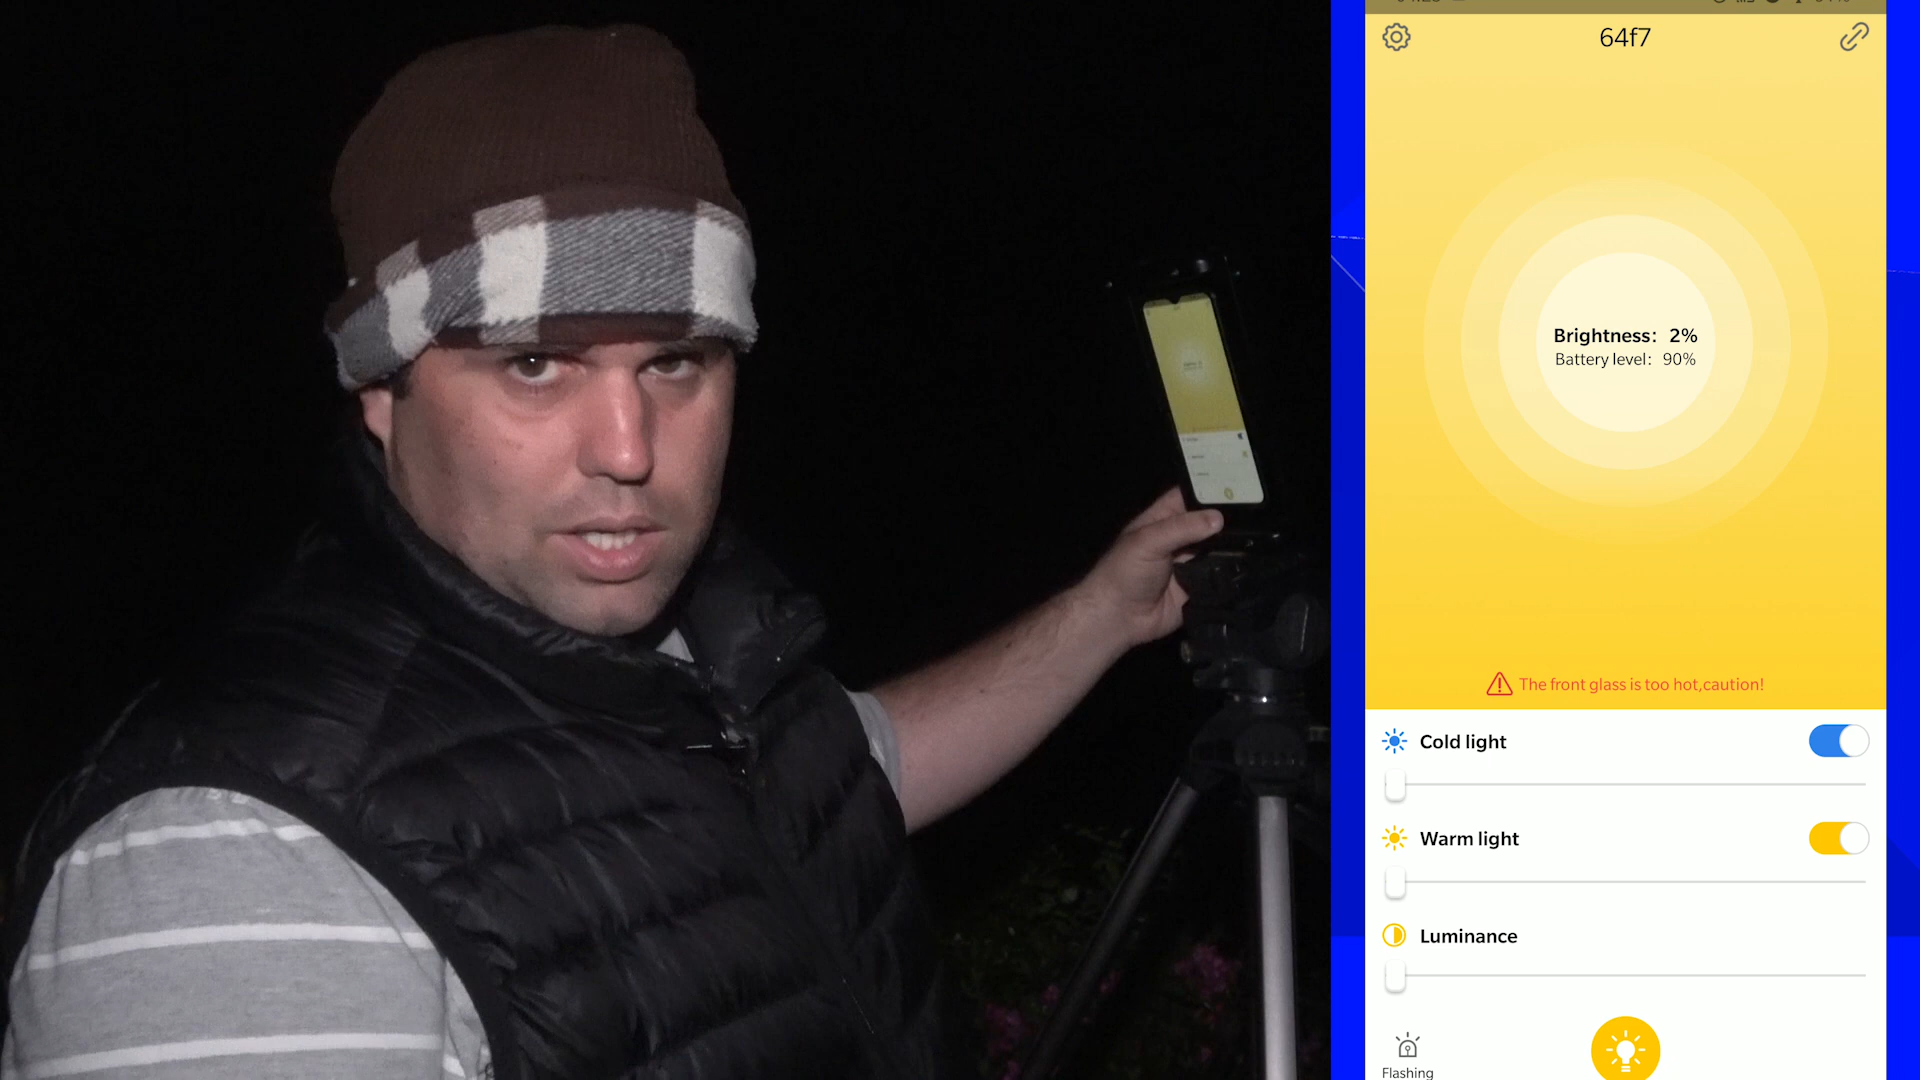 64f7
Brightness: 2%
Battery level: 90%
The front glass is too hot,caution!
Cold light
Warm light
Luminance
Flashing